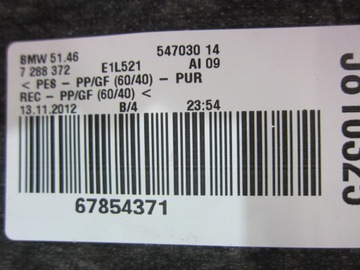 BMW 51.46 547030 14
7 288 372 E1L521 AI 09
< PES - PP/GF (60/40) - PUR
REC - PP/GF (60/40) <
13.11.2012 B/4 23:54
67854371